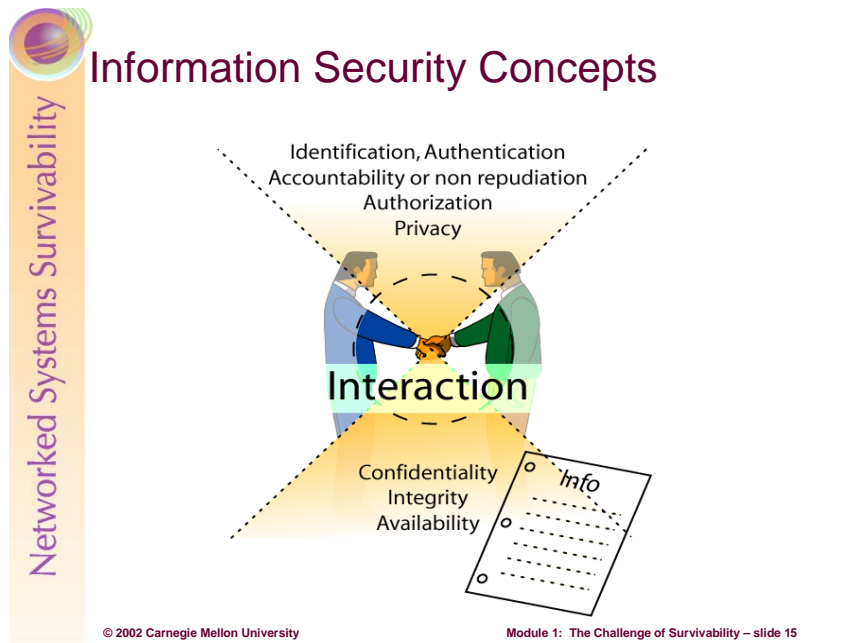 Information Security Concepts
Networked Systems Survivability
Identification, Authentication
Accountability or non repudiation
Authorization
Privacy
Interaction
Confidentiality
Integrity
Availability
Info
© 2002 Carnegie Mellon University
Module 1: The Challenge of Survivability – slide 15